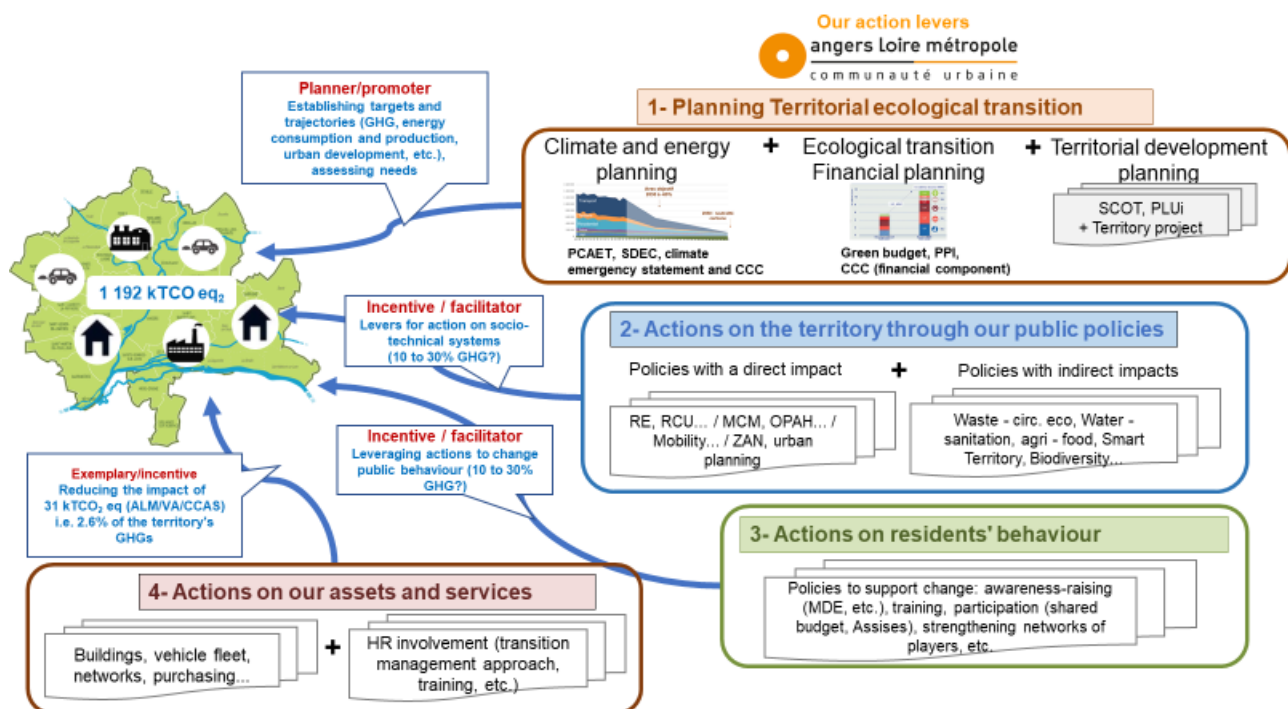 Our action levers
angers Loire métropole
communauté urbaine
1- Planning Territorial ecological transition
Planner/promoter
Establishing targets and
trajectories (GHG, energy
consumption and production,
urban development, etc.),
assessing needs
Climate and energy
planning
+
Ecological transition
Financial planning
+
Territorial development
planning
PCAET, SDEC, climate
emergency statement and CCC
Green budget, PPI,
CCC (financial component)
SCOT, PLUi
+ Territory project
1 192 kTCO eq₂
Incentive / facilitator
Levers for action on socio-
technical systems
(10 to 30% GHG?)
2- Actions on the territory through our public policies
Policies with a direct impact
+
Policies with indirect impacts
RE, RCU... / MCM, OPAH... /
Mobility... / ZAN, urban
planning
Waste - circ. eco, Water -
sanitation, agri - food, Smart
Territory, Biodiversity...
Incentive / facilitator
Leveraging actions to change
public behaviour (10 to 30%
GHG?)
Exemplary/incentive
Reducing the impact of
31 kTCO₂ eq (ALM/VA/CCAS)
i.e. 2.6% of the territory's
GHGs
3- Actions on residents' behaviour
Policies to support change: awareness-raising
(MDE, etc.), training, participation (shared
budget, Assises), strengthening networks of
players, etc.
4- Actions on our assets and services
Buildings, vehicle fleet,
networks, purchasing...
+
HR involvement (transition
management approach,
training, etc.)